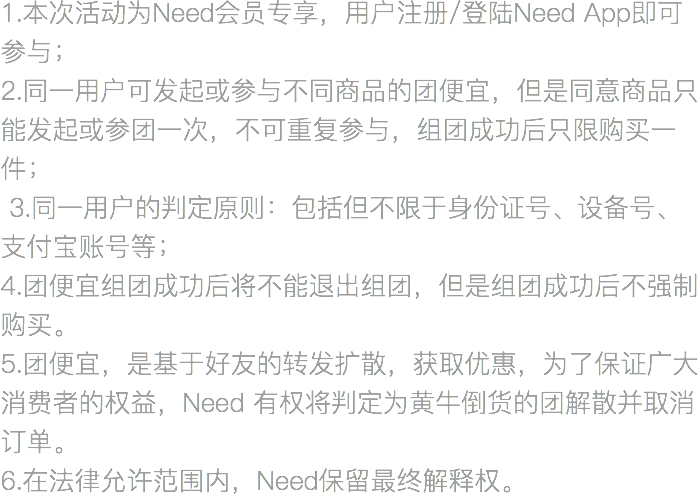 1.本次活动为Need会员专享，用户注册/登陆Need App即可
参与；
2.同一用户可发起或参与不同商品的团便宜，但是同意商品只
能发起或参团一次，不可重复参与，组团成功后只限购买一
件；
3.同一用户的判定原则：包括但不限于身份证号、设备号、
支付宝账号等；
4.团便宜组团成功后将不能退出组团，但是组团成功后不强制
购买。
5.团便宜，是基于好友的转发扩散，获取优惠，为了保证广大
消费者的权益，Need 有权将判定为黄牛倒货的团解散并取消
订单。
6.在法律允许范围内，Need保留最终解释权。